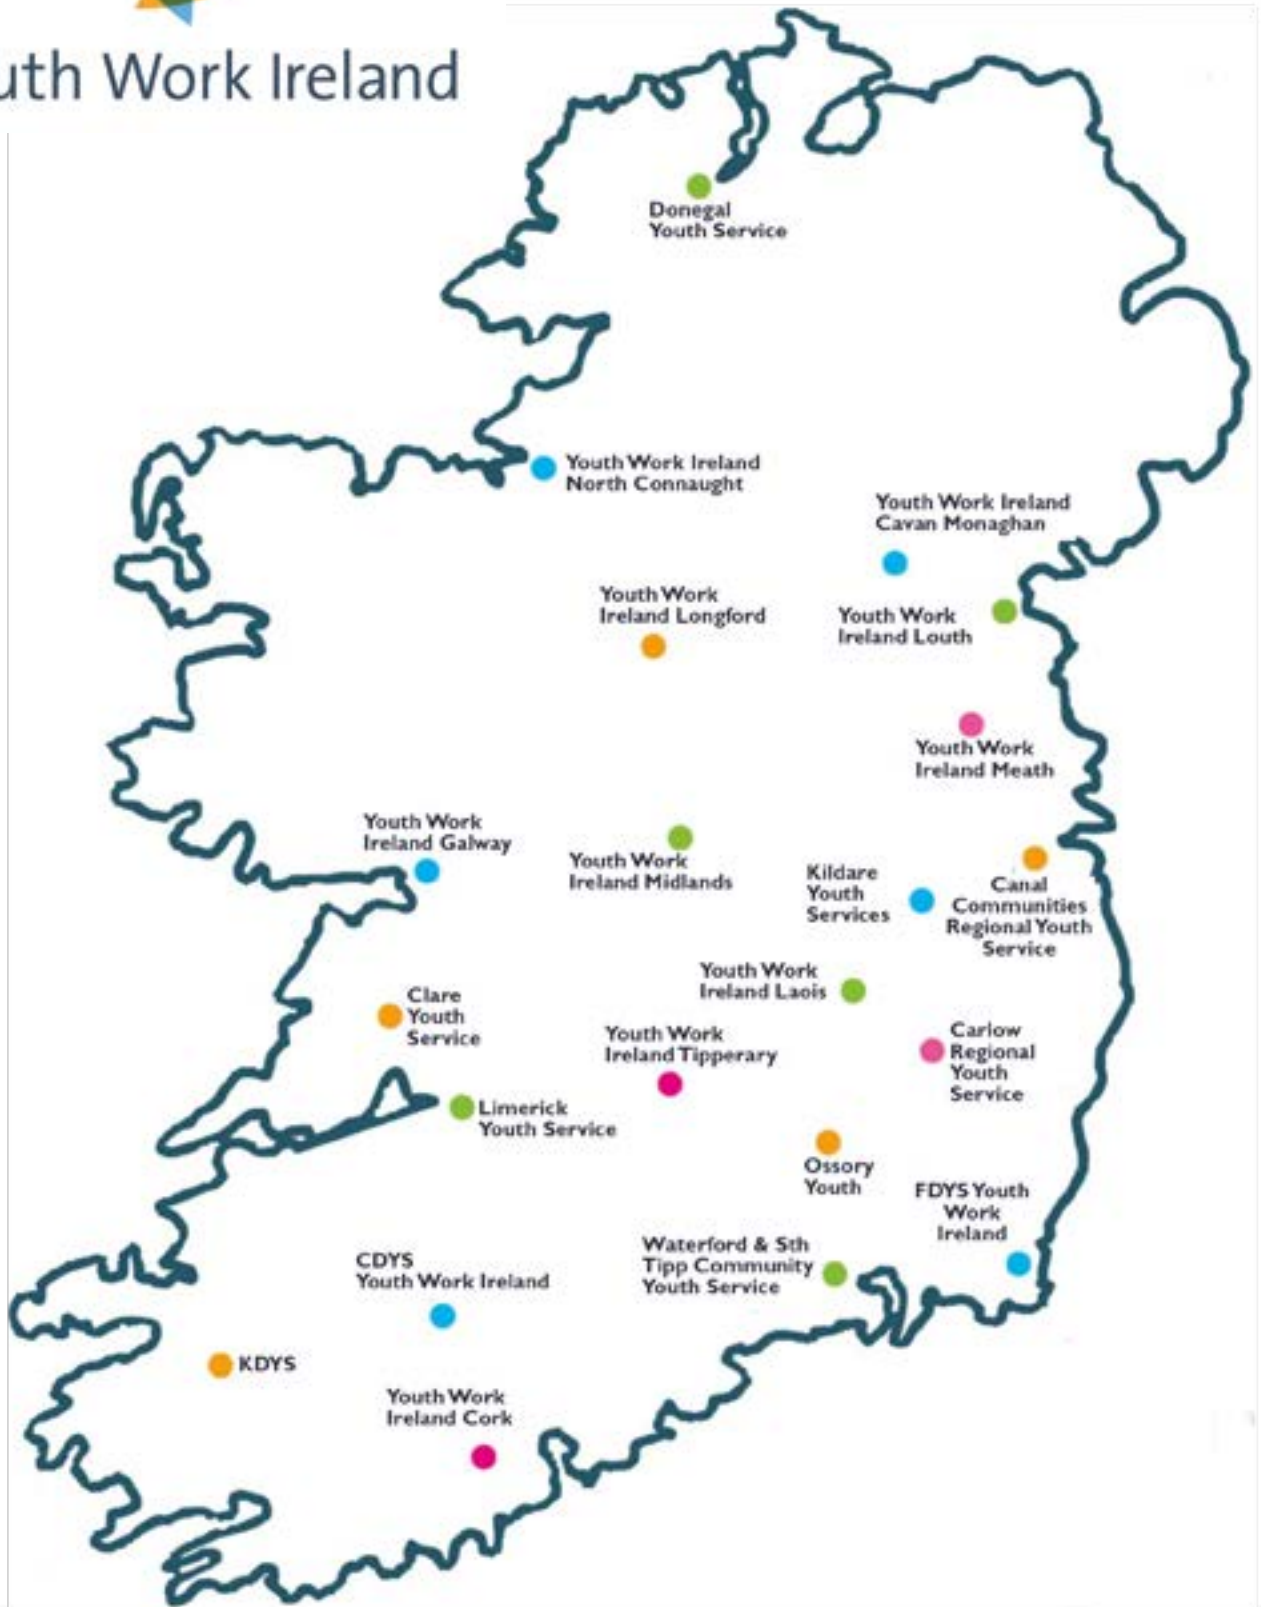 uth Work Ireland
Donegal
Youth Service
Youth Work Ireland
North Connaught
Youth Work Ireland
Cavan Monaghan
Youth Work
Ireland Longford
Youth Work
Ireland Louth
Youth Work
Ireland Meath
Youth Work
Ireland Galway
Youth Work
Ireland Midlands
Kildare
Youth
Services
Canal
Communities
Regional Youth
Service
Youth Work
Ireland Laois
Clare
Youth
Service
Youth Work
Ireland Tipperary
Carlow
Regional
Youth
Service
Limerick
Youth Service
Ossory
Youth
FDYS Youth
Work
Ireland
Waterford & Sth
Tipp Community
Youth Service
CDYS
Youth Work Ireland
KDYS
Youth Work
Ireland Cork